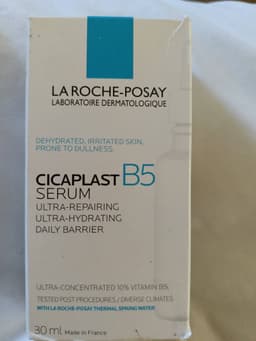 LA ROCHE-POSAY
LABORATOIRE DERMATOLOGIQUE
DEHYDRATED, IRRITATED SKIN,
PRONE TO DULLNESS.
CICAPLAST B5
SERUM
ULTRA-REPAIRING
ULTRA-HYDRATING
DAILY BARRIER
ULTRA-CONCENTRATED 10% VITAMIN B5,
TESTED POST PROCEDURES / DIVERSE CLIMATES
WITH LA ROCHE-POSAY THERMAL SPRING WATER
30 ml Made in France